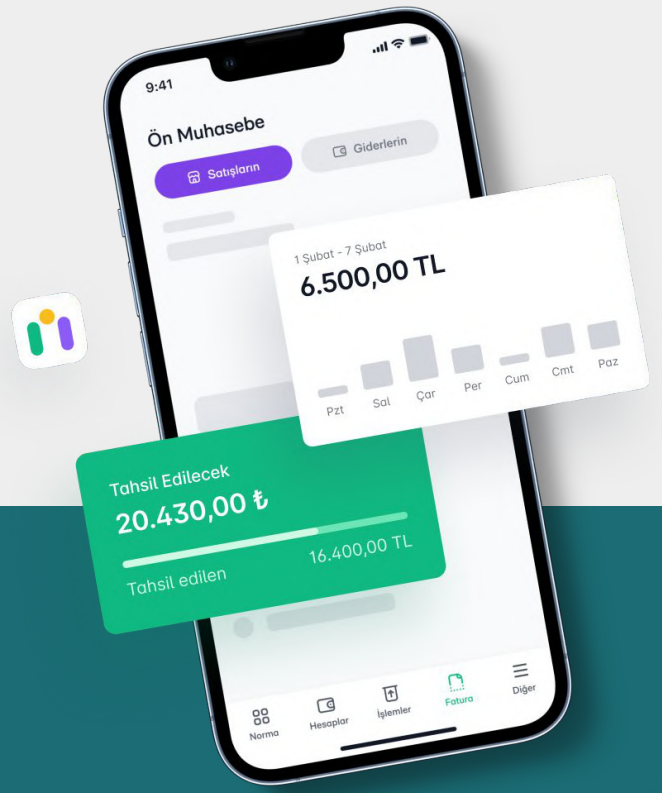 9:41
Ön Muhasebe
Satışların
Giderlerin
1 Şubat - 7 Şubat
6.500,00 TL
Pzt Sal Çar Per Cum Cmt Paz
Tahsil Edilecek
20.430,00 ₺
Tahsil edilen 16.400,00 TL
Norma Hesaplar İşlemler Fatura Diğer